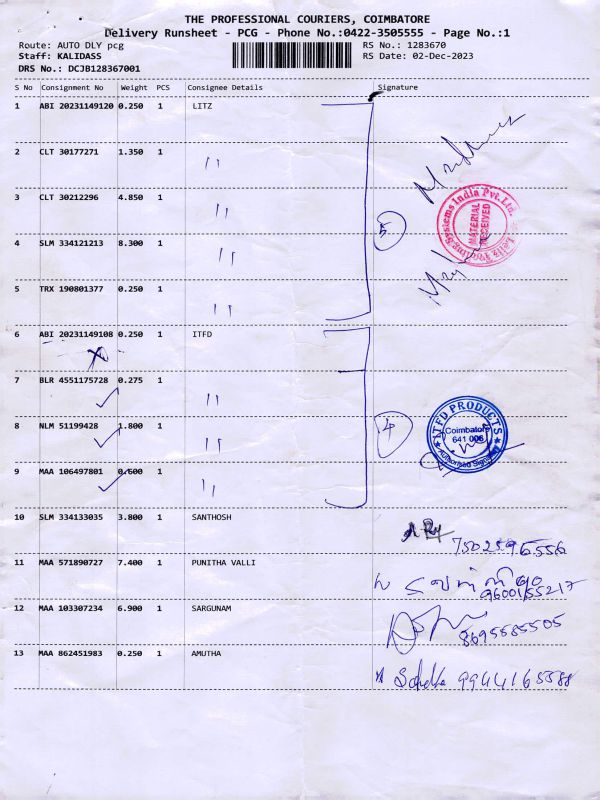 THE PROFESSIONAL COURIERS, COIMBATORE
Delivery Runsheet - PCG - Phone No.:0422-3505555 - Page No.:1
Route: AUTO DLY pcg RS No.: 1283670
Staff: KALIDASS RS Date: 02-Dec-2023
DRS No.: DCJB128367001
S No Consignment No Weight PCS Consignee Details Signature
1 ABI 20231149120 0.250 1 LITZ
2 CLT 30177271 1.350 1 〃
3 CLT 30212296 4.850 1 〃
5
Systems India Pvt.Ltd.
MATERIAL
RECEIVED
4 SLM 334121213 8.300 1 〃
5 TRX 190801377 0.250 1 〃
6 ABI 20231149108 0.250 1 ITFD
7 BLR 4551175728 0.275 1 〃
8 NLM 51199428 1.800 1 〃
4
ITFD PRODUCTS
Coimbatore
641 006
Authorised Signatory
9 MAA 106497801 0.600 1 〃
10 SLM 334133035 3.800 1 SANTHOSH
7502596556
11 MAA 571890727 7.400 1 PUNITHA VALLI
9600155217
12 MAA 103307234 6.900 1 SARGUNAM
8695585505
13 MAA 862451983 0.250 1 AMUTHA
9944165588